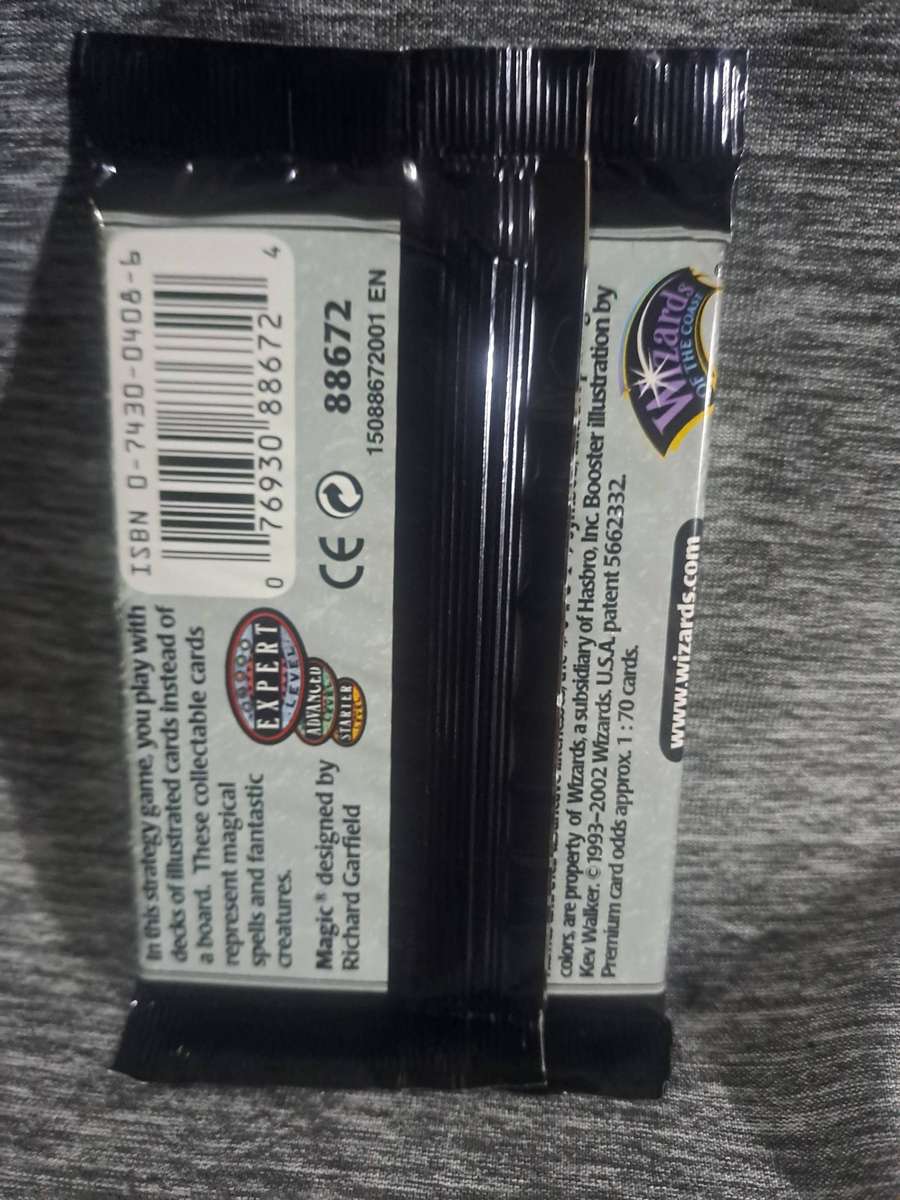 In this strategy game, you play with
decks of illustrated cards instead of
a board. These collectable cards
represent magical
spells and fantastic
creatures.
Magic® designed by
Richard Garfield
EXPERT
LEVEL
ADVANCED
LEVEL
STARTER
LEVEL
ISBN 0-7430-0408-6
0 76930 88672 4
CE 88672
15088672001 EN
colors, are property of Wizards, a subsidiary of Hasbro, Inc. Booster illustration by
Kev Walker. ©1993–2002 Wizards. U.S.A. patent 5662332.
Premium card odds approx. 1:70 cards.
www.wizards.com
Wizards
OF THE COAST